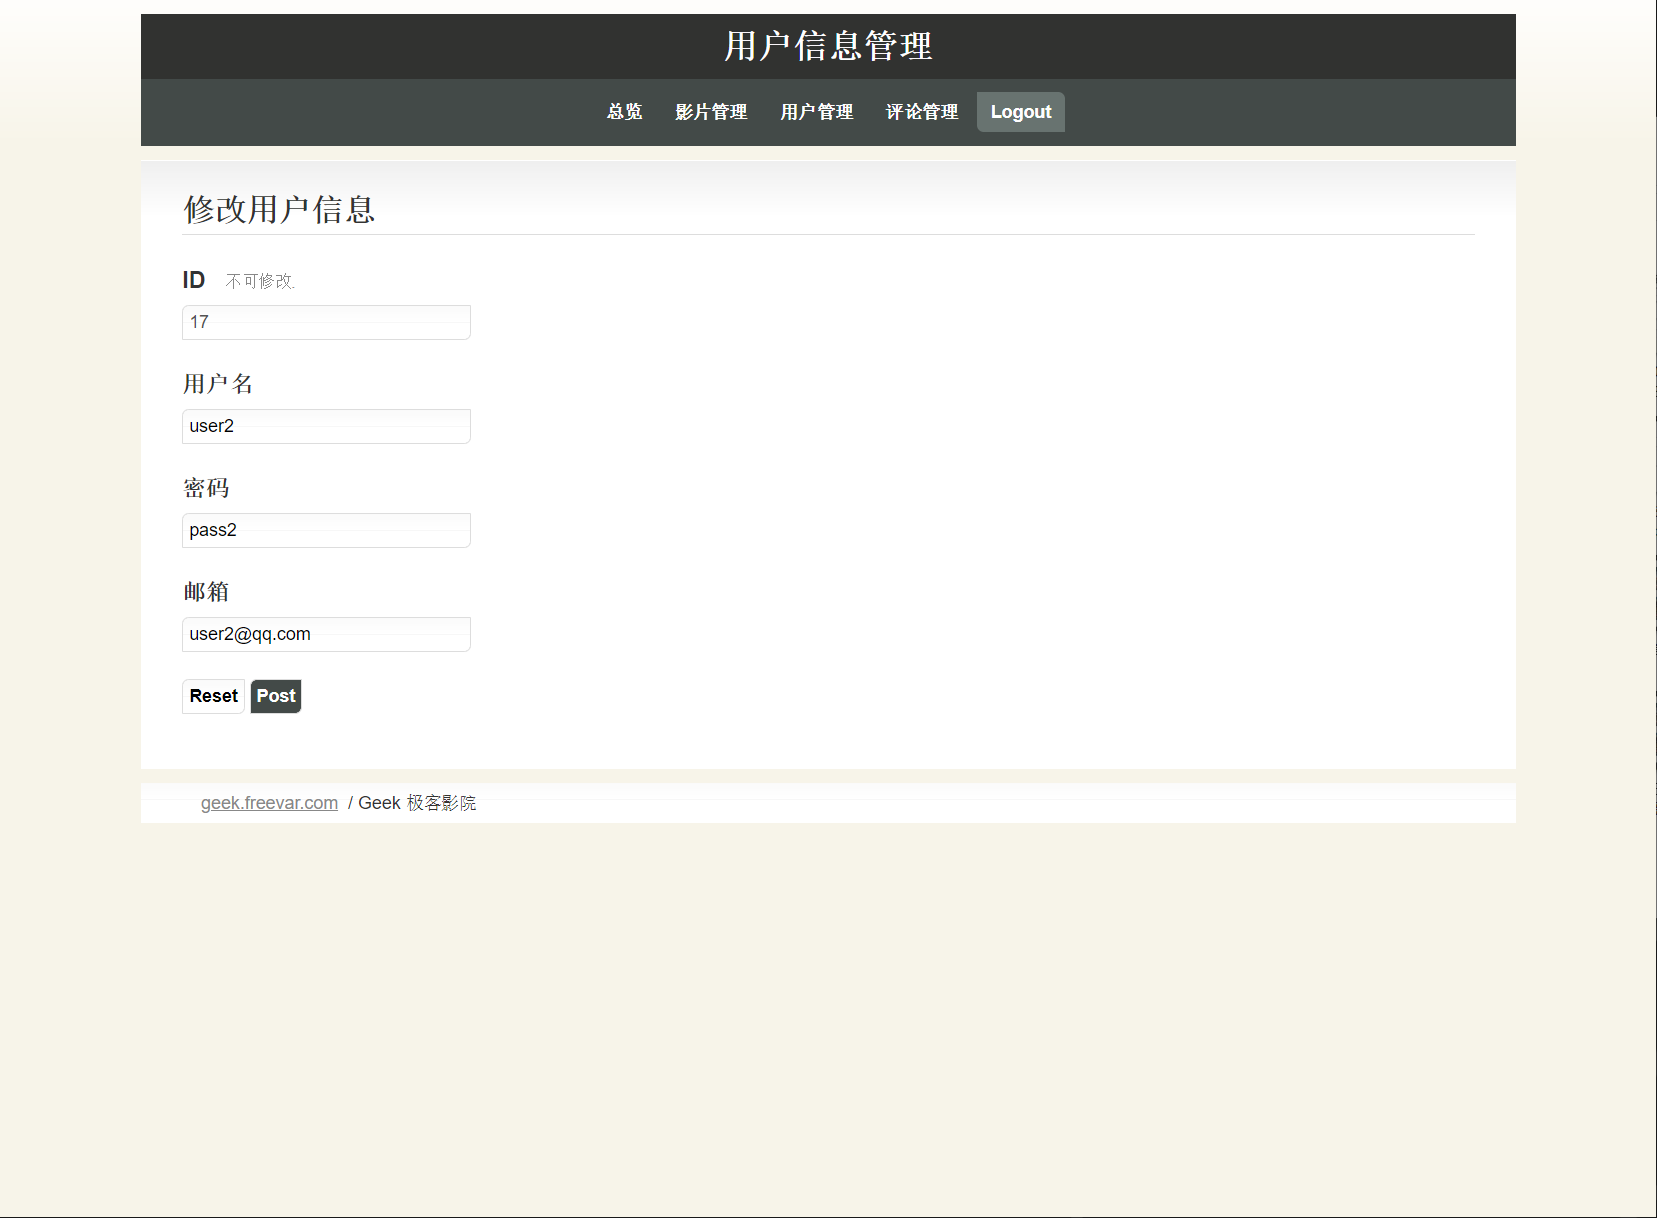 用户信息管理
总览 影片管理 用户管理 评论管理 Logout
修改用户信息
ID 不可修改.
17
用户名
user2
密码
pass2
邮箱
user2@qq.com
Reset Post
geek.freevar.com / Geek 极客影院